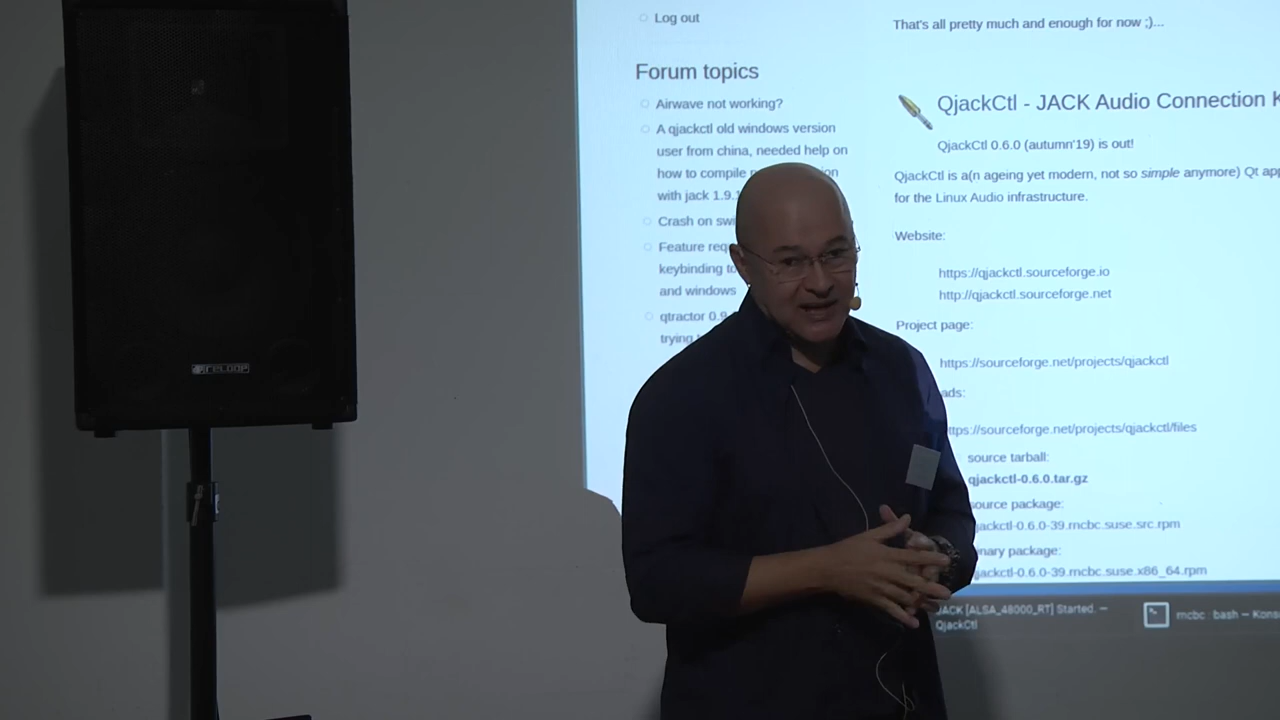 Log out
Forum topics
Airwave not working?
A qjackctl old windows version
user from china, needed help on
how to compile
with jack 1.9.
Crash on
Feature
keybinding
and windows
qtractor
trying
That's all pretty much and enough for now ;)...
QjackCtl - JACK Audio Connection
QjackCtl 0.6.0 (autumn'19) is out!
QjackCtl is a(n ageing yet modern, not so simple anymore) Qt
for the Linux Audio infrastructure.
Website:
https://qjackctl.sourceforge.io
http://qjackctl.sourceforge.net
Project page:
https://sourceforge.net/projects/qjackctl
ads:
ttps://sourceforge.net/projects/qjackctl/files
source tarball:
qjackctl-0.6.0.tar.gz
ource package:
jackctl-0.6.0-39.rncbc.suse.src.rpm
nary package:
jackctl-0.6.0-39.rncbc.suse.x86_64.rpm
JACK [ALSA_48000_RT] Started. —
QjackCtl
rncbc : bash — Kons
reloop